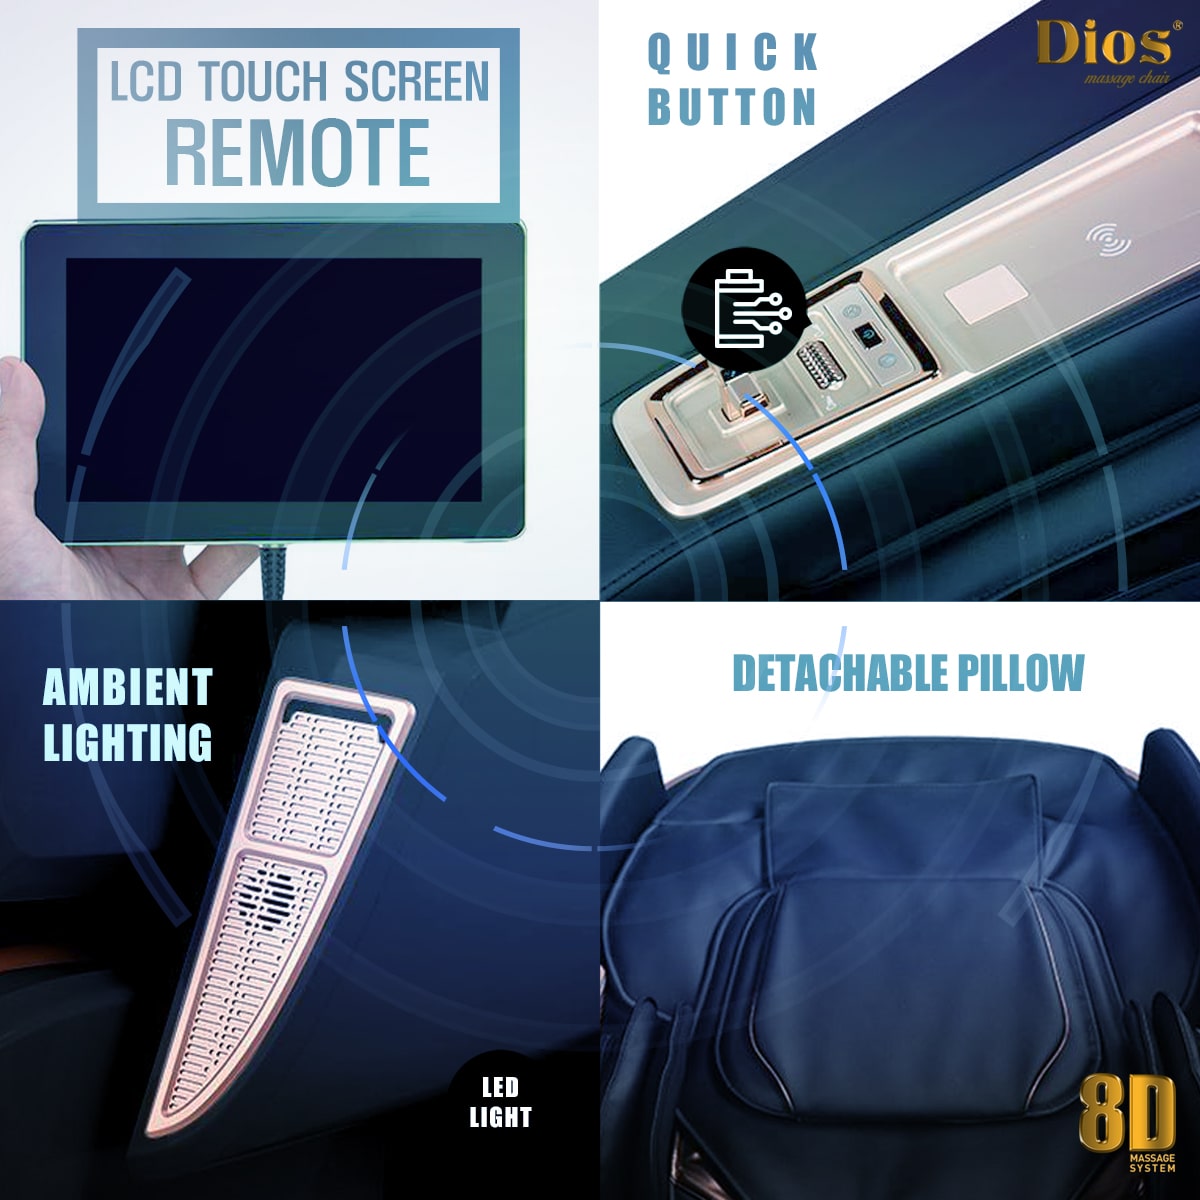 LCD TOUCH SCREEN
REMOTE
QUICK
BUTTON
Dios®
massage chair
AMBIENT
LIGHTING
LED
LIGHT
DETACHABLE PILLOW
8D
MASSAGE
SYSTEM